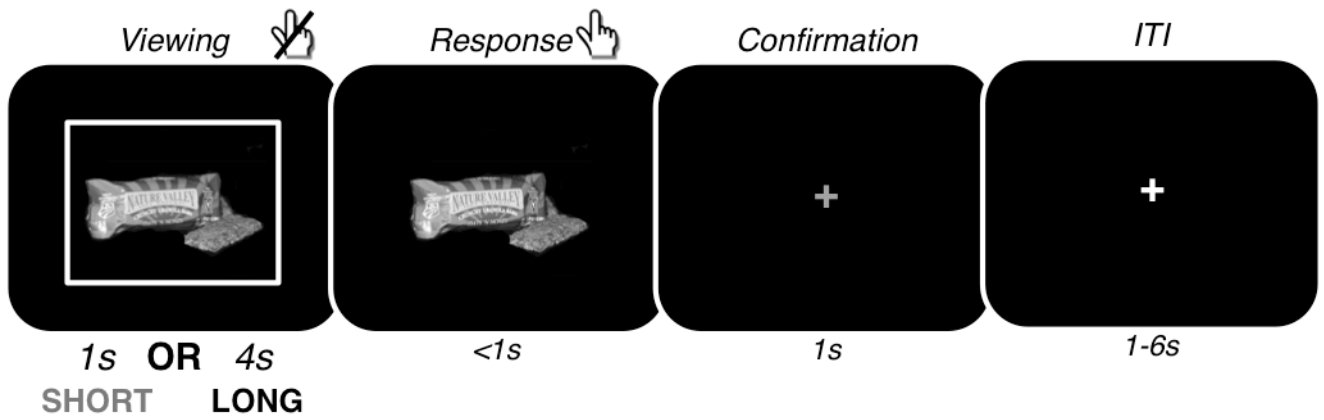 Viewing
Response
Confirmation
ITI
NATURE VALLEY
NATURE VALLEY
+
+
1s OR 4s
<1s
1s
1-6s
SHORT LONG